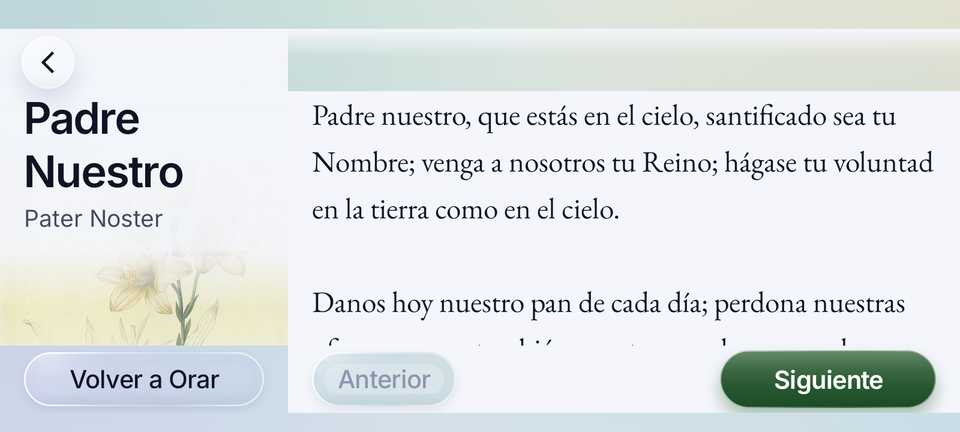 Padre
Nuestro
Pater Noster
Volver a Orar
Padre nuestro, que estás en el cielo, santificado sea tu
Nombre; venga a nosotros tu Reino; hágase tu voluntad
en la tierra como en el cielo.
Danos hoy nuestro pan de cada día; perdona nuestras
Anterior
Siguiente